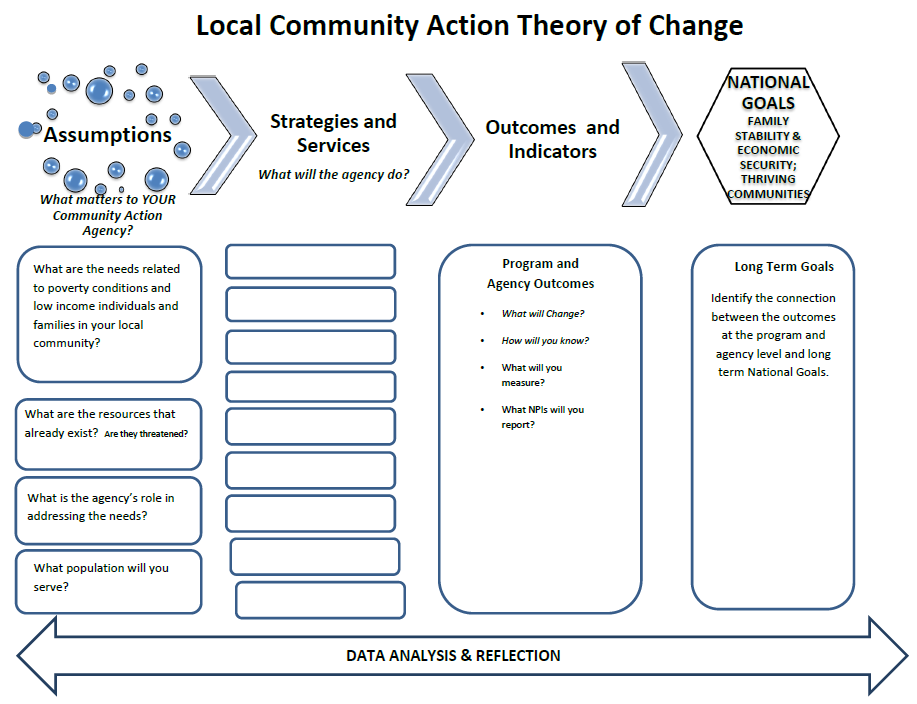 Local Community Action Theory of Change
Assumptions
What matters to YOUR
Community Action
Agency?
Strategies and
Services
What will the agency do?
Outcomes and
Indicators
NATIONAL
GOALS
FAMILY
STABILITY &
ECONOMIC
SECURITY;
THRIVING
COMMUNITIES
What are the needs related
to poverty conditions and
low income individuals and
families in your local
community?
What are the resources that
already exist? Are they threatened?
What is the agency's role in
addressing the needs?
What population will you
serve?
Program and
Agency Outcomes
• What will Change?
• How will you know?
• What will you
measure?
• What NPIs will you
report?
Long Term Goals
Identify the connection
between the outcomes
at the program and
agency level and long
term National Goals.
DATA ANALYSIS & REFLECTION